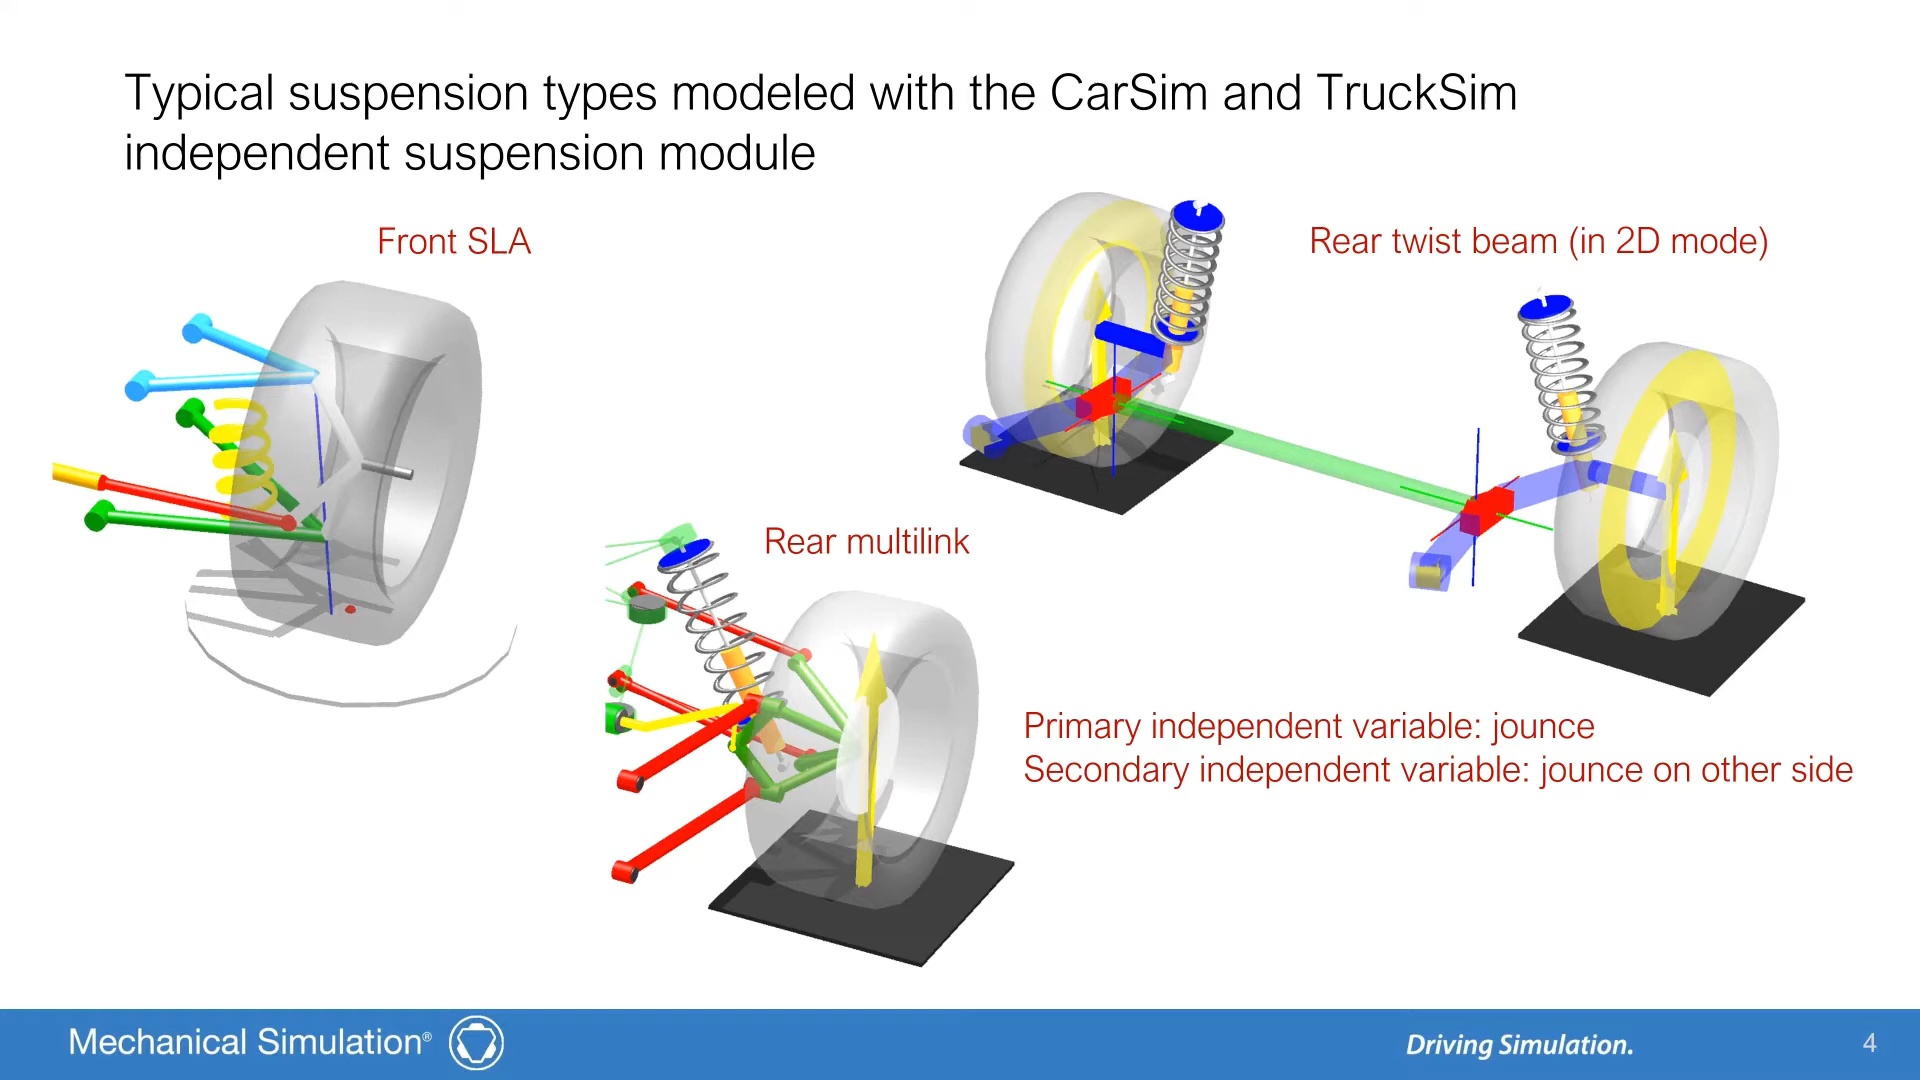 Typical suspension types modeled with the CarSim and TruckSim
independent suspension module
Front SLA
Rear twist beam (in 2D mode)
Rear multilink
Primary independent variable: jounce
Secondary independent variable: jounce on other side
Mechanical Simulation®
Driving Simulation.
4